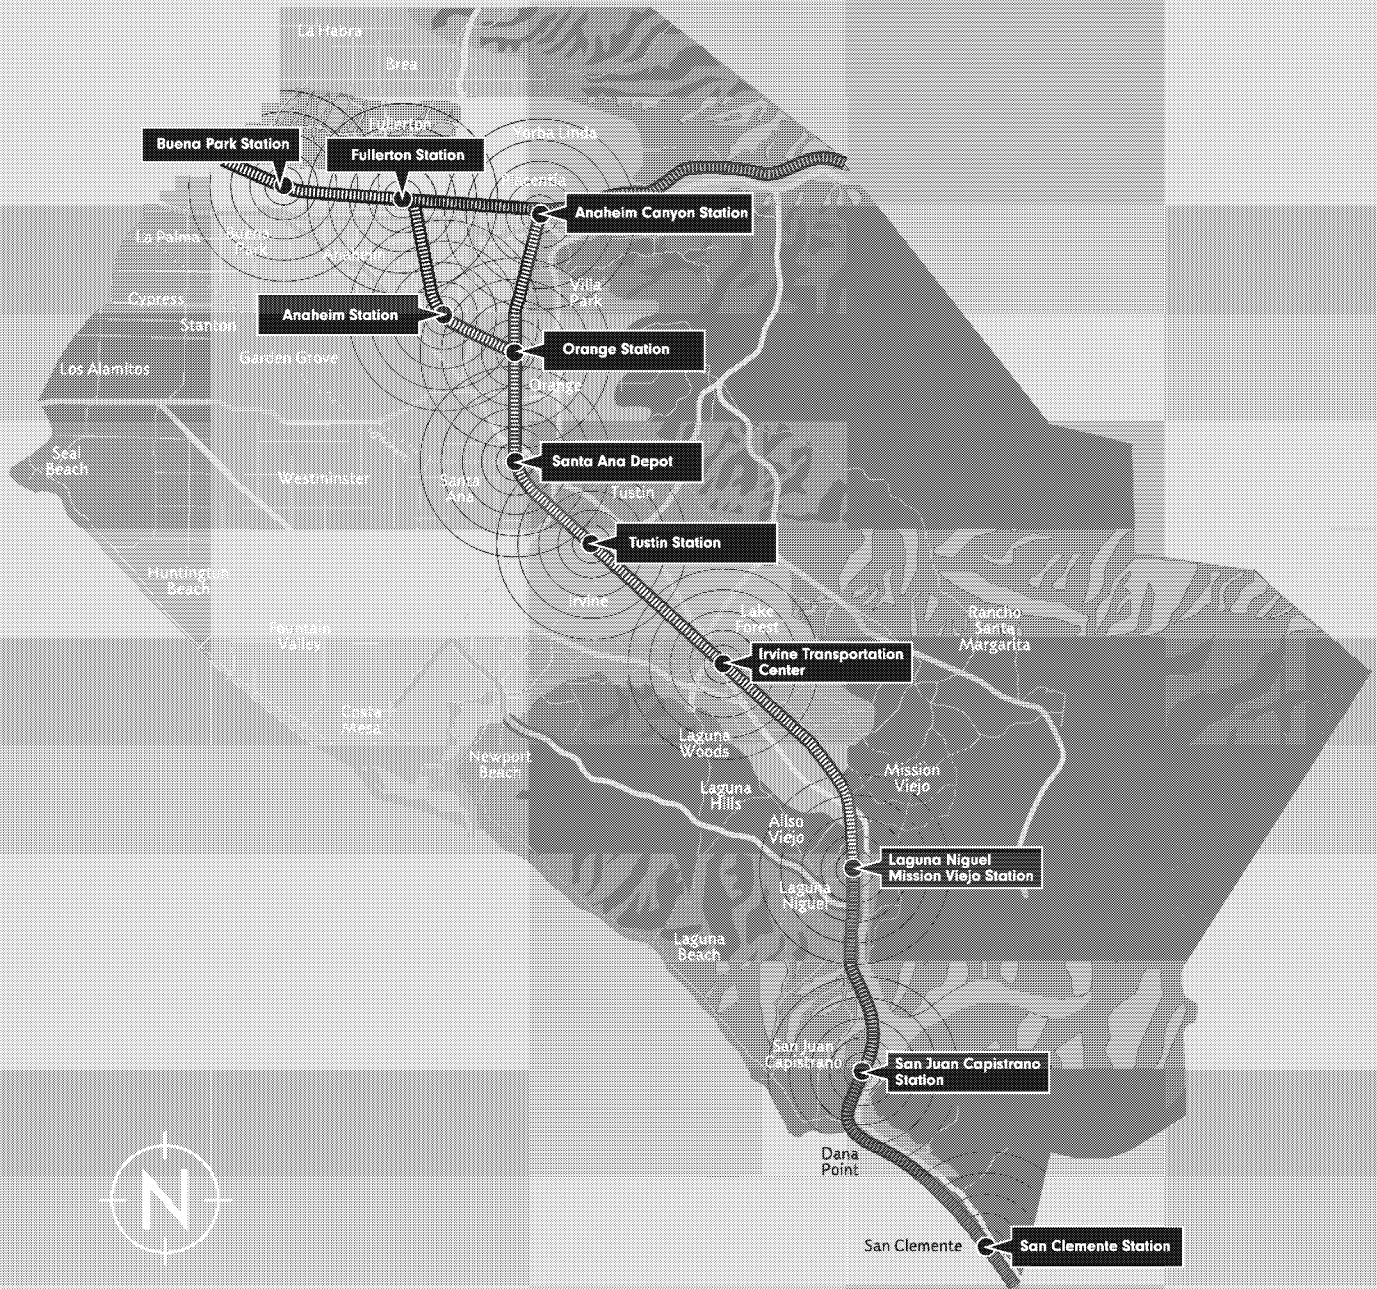 La Habra
Brea
Fullerton
Yorba Linda
Buena Park Station
Fullerton Station
Placentia
Anaheim Canyon Station
La Palma
Buena
Park
Anaheim
Villa
Park
Cypress
Stanton
Anaheim Station
Orange Station
Garden Grove
Los Alamitos
Orange
Seal
Beach
Santa Ana Depot
Westminster
Santa
Ana
Tustin
Tustin Station
Huntington
Beach
Irvine
Lake
Forest
Rancho
Santa
Margarita
Fountain
Valley
Irvine Transportation
Center
Costa
Mesa
Laguna
Woods
Newport
Beach
Mission
Viejo
Laguna
Hills
Aliso
Viejo
Laguna Niguel
Mission Viejo Station
Laguna
Niguel
Laguna
Beach
San Juan
Capistrano
San Juan Capistrano
Station
Dana
Point
N
San Clemente
San Clemente Station